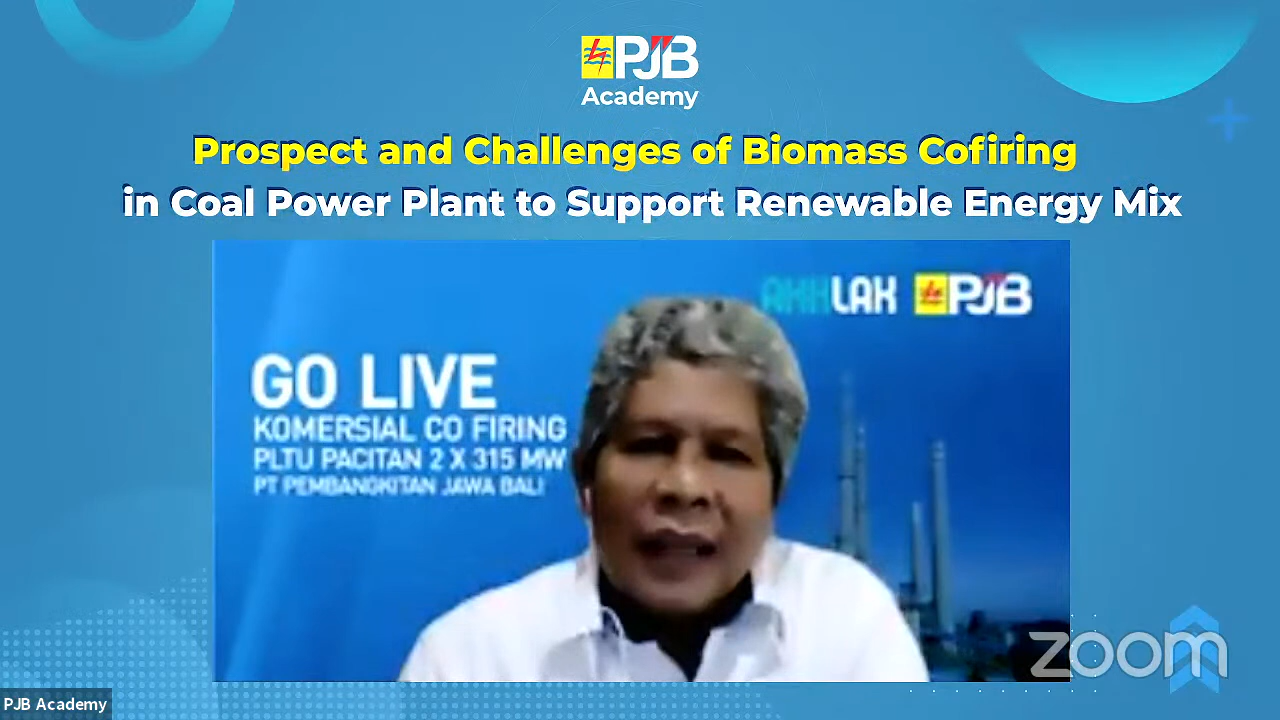 PJB
Academy
Prospect and Challenges of Biomass Cofiring
in Coal Power Plant to Support Renewable Energy Mix
AKHLAK PJB
GO LIVE
KOMERSIAL CO FIRING
PLTU PACITAN 2 X 315 MW
PT PEMBANGKITAN JAWA BALI
zoom
PJB Academy